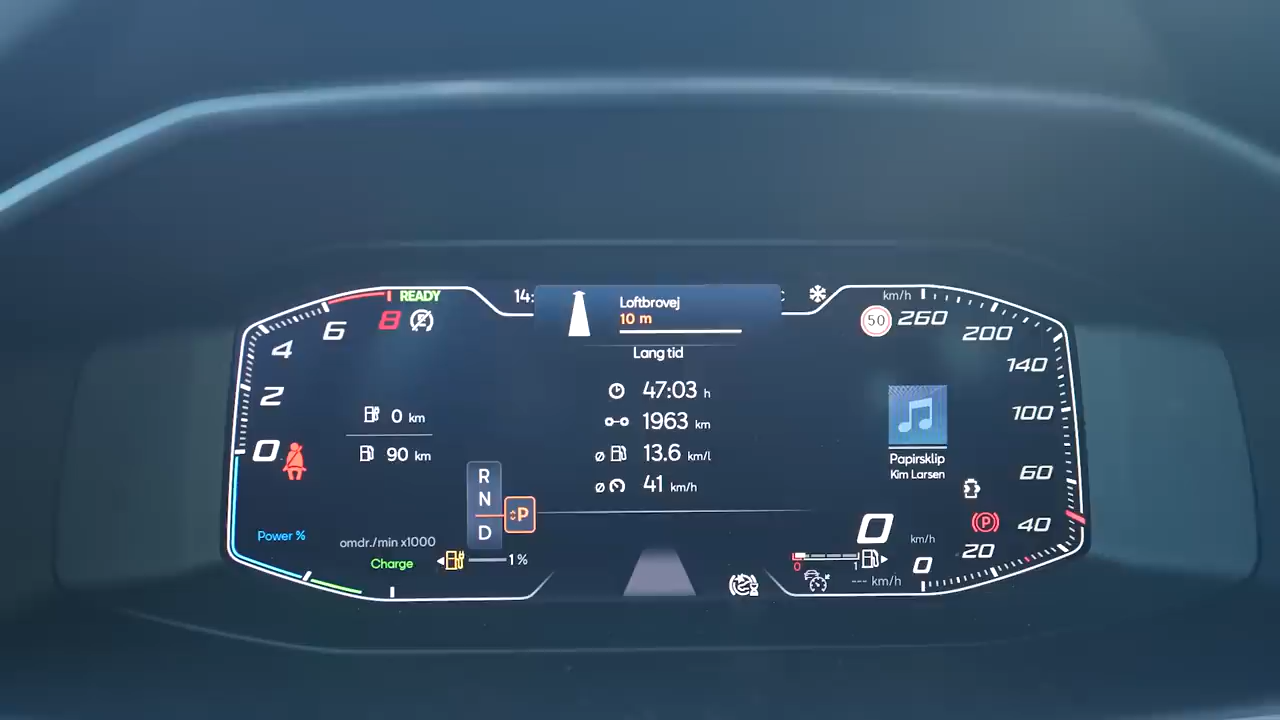 READY
14:
Loftbrovej
10 m
Lang tid
47:03 h
1963 km
13.6 km/l
41 km/h
8
6
4
2
0
0 km
90 km
Power %
omdr./min x1000
Charge
1 %
R
N
D
P
km/h
50
260
200
140
100
60
40
20
0
Papirsklip
Kim Larsen
P
0 km/h
0 1
--- km/h